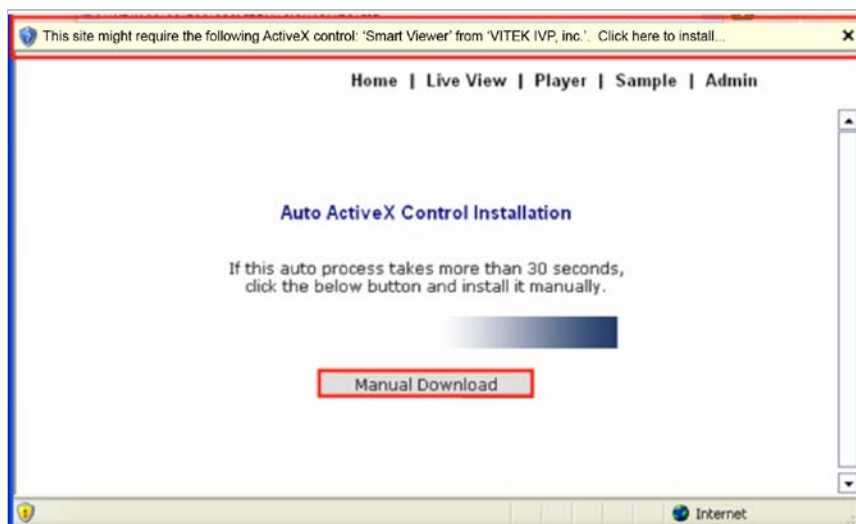 This site might require the following ActiveX control: 'Smart Viewer' from 'VITEK IVP, inc.'. Click here to install...
Home | Live View | Player | Sample | Admin
Auto ActiveX Control Installation
If this auto process takes more than 30 seconds,
click the below button and install it manually.
Manual Download
Internet